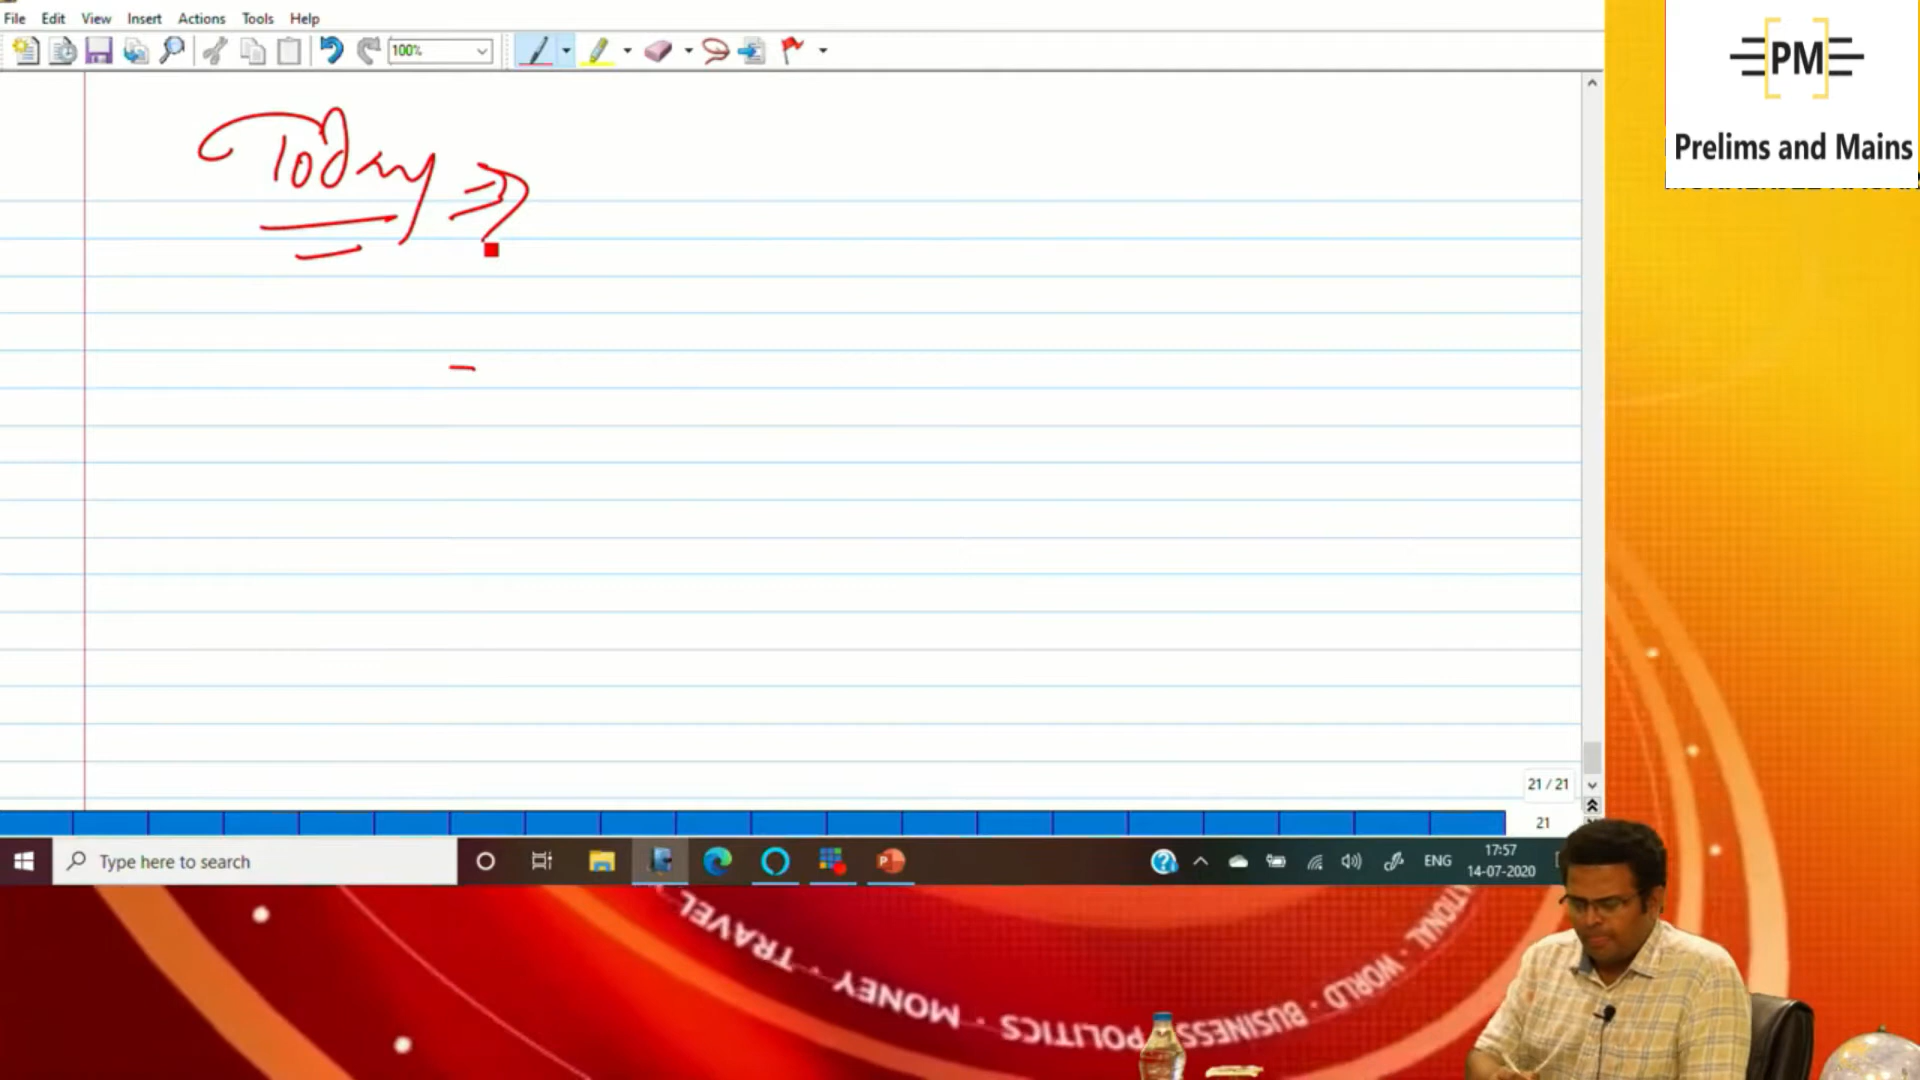 File Edit View Insert Actions Tools Help
100%
[PM]
Prelims and Mains
Today
21 / 21
21
Type here to search
ENG
17:57
14-07-2020
TRAVEL · MONEY · POLITICS BUSINESS · WORLD ·